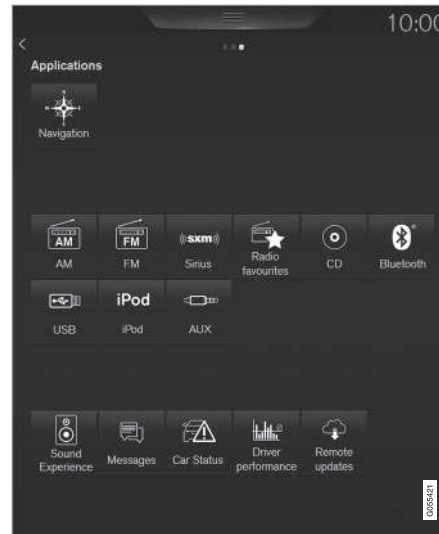 10:00
Applications
Navigation
AM
FM
sxm
AM
FM
Sirius
Radio
favourites
CD
Bluetooth
iPod
USB
iPod
AUX
Sound
Experience
Messages
Car Status
Driver
performance
Remote
updates
G055421